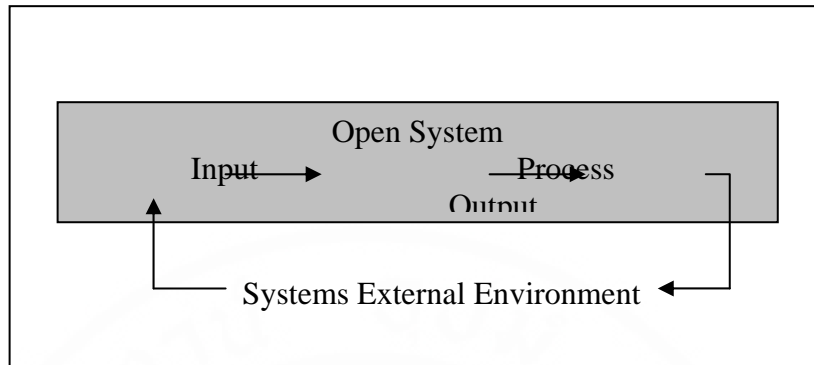 Open System
Input Process
Output
Systems External Environment